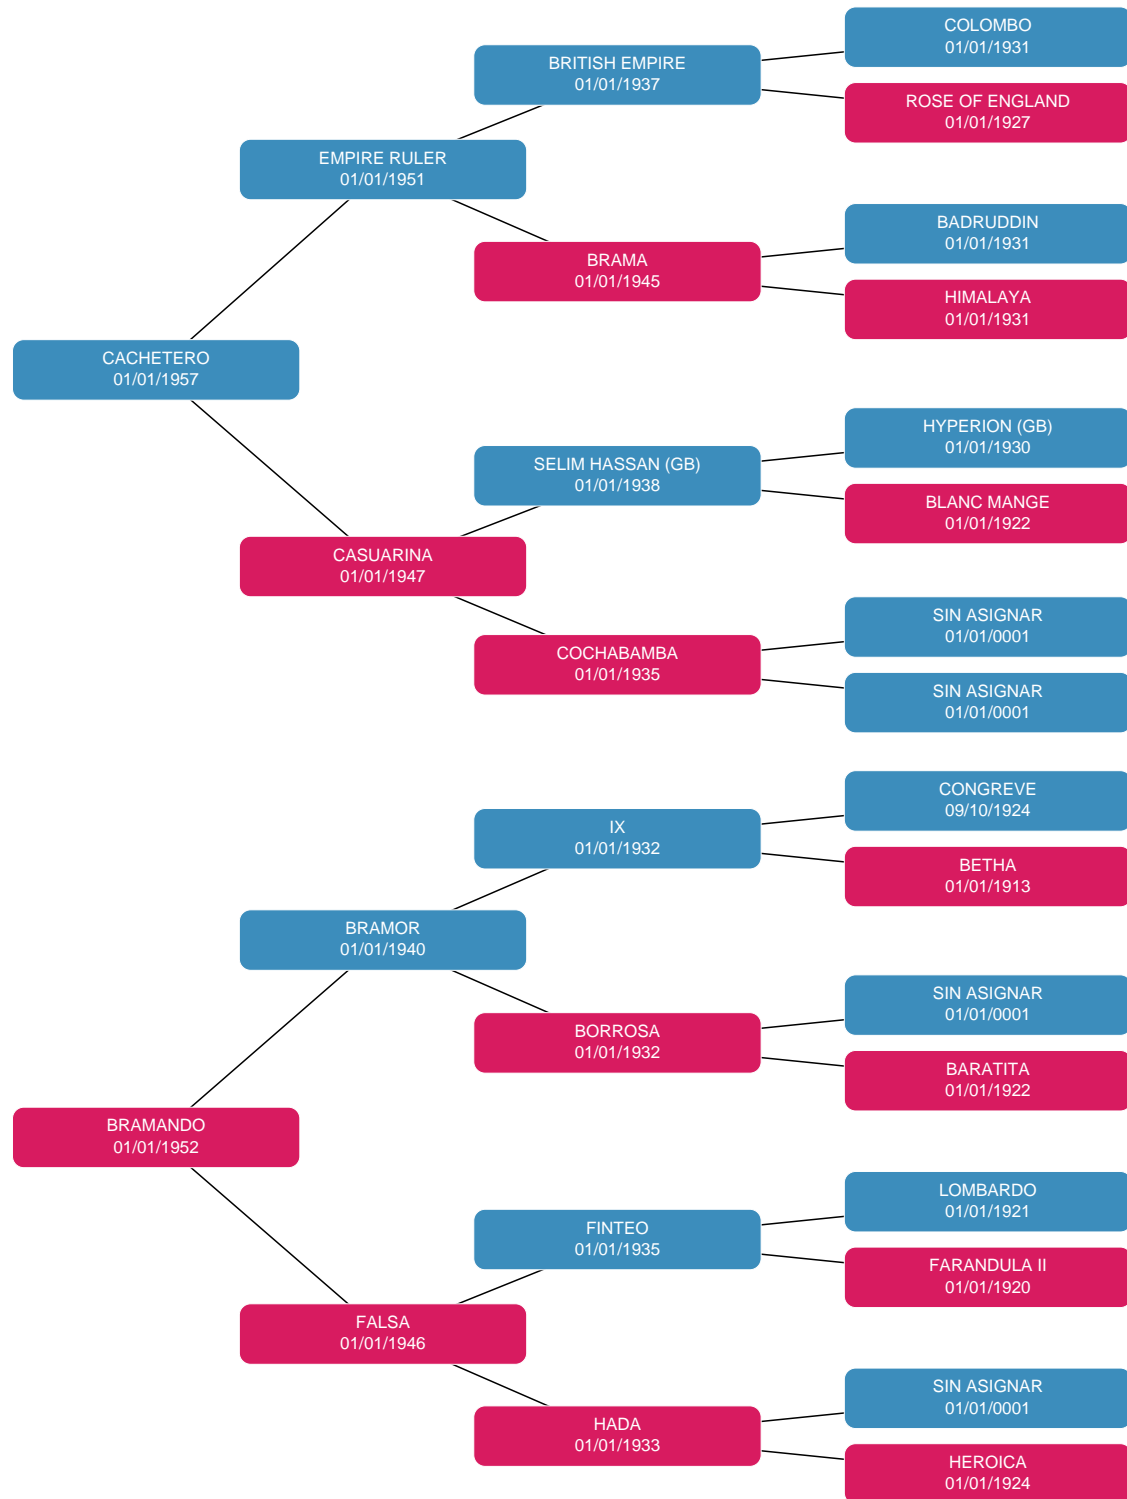 COLOMBO
01/01/1931
BRITISH EMPIRE
01/01/1937
ROSE OF ENGLAND
01/01/1927
EMPIRE RULER
01/01/1951
BADRUDDIN
01/01/1931
BRAMA
01/01/1945
HIMALAYA
01/01/1931
CACHETERO
01/01/1957
HYPERION (GB)
01/01/1930
SELIM HASSAN (GB)
01/01/1938
BLANC MANGE
01/01/1922
CASUARINA
01/01/1947
SIN ASIGNAR
01/01/0001
COCHABAMBA
01/01/1935
SIN ASIGNAR
01/01/0001
CONGREVE
09/10/1924
IX
01/01/1932
BETHA
01/01/1913
BRAMOR
01/01/1940
SIN ASIGNAR
01/01/0001
BORROSA
01/01/1932
BARATITA
01/01/1922
BRAMANDO
01/01/1952
LOMBARDO
01/01/1921
FINTEO
01/01/1935
FARANDULA II
01/01/1920
FALSA
01/01/1946
SIN ASIGNAR
01/01/0001
HADA
01/01/1933
HEROICA
01/01/1924